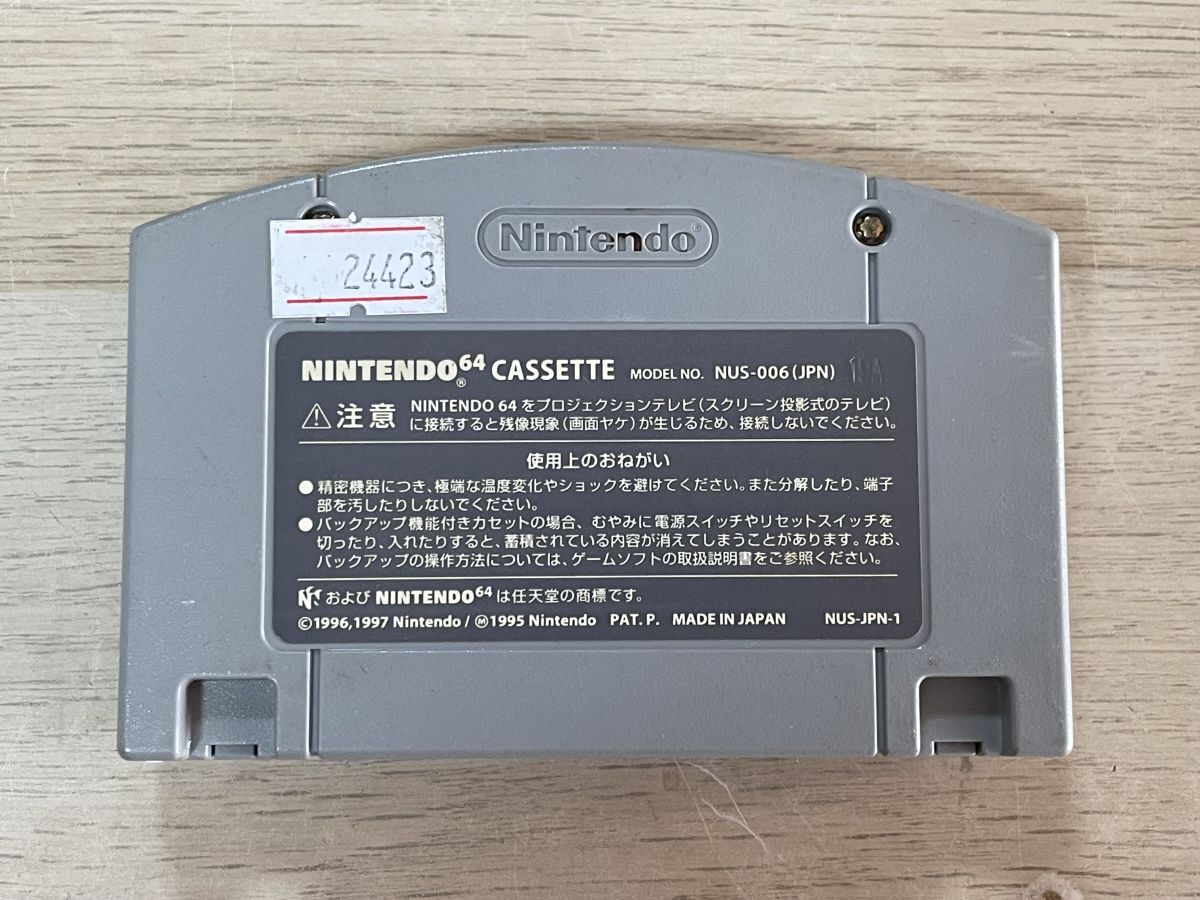 Nintendo®
24423
NINTENDO®64 CASSETTE MODEL NO. NUS-006(JPN) 19A
⚠注意 NINTENDO 64をプロジェクションテレビ(スクリーン投影式のテレビ)
に接続すると残像現象(画面ヤケ)が生じるため、接続しないでください。
使用上のおねがい
●精密機器につき、極端な温度変化やショックを避けてください。また分解したり、端子
部を汚したりしないでください。
●バックアップ機能付きカセットの場合、むやみに電源スイッチやリセットスイッチを
切ったり、入れたりすると、蓄積されている内容が消えてしまうことがあります。なお、
バックアップの操作方法については、ゲームソフトの取扱説明書をご参照ください。
および NINTENDO64 は任天堂の商標です。
©1996,1997 Nintendo / Ⓜ1995 Nintendo PAT. P. MADE IN JAPAN NUS-JPN-1